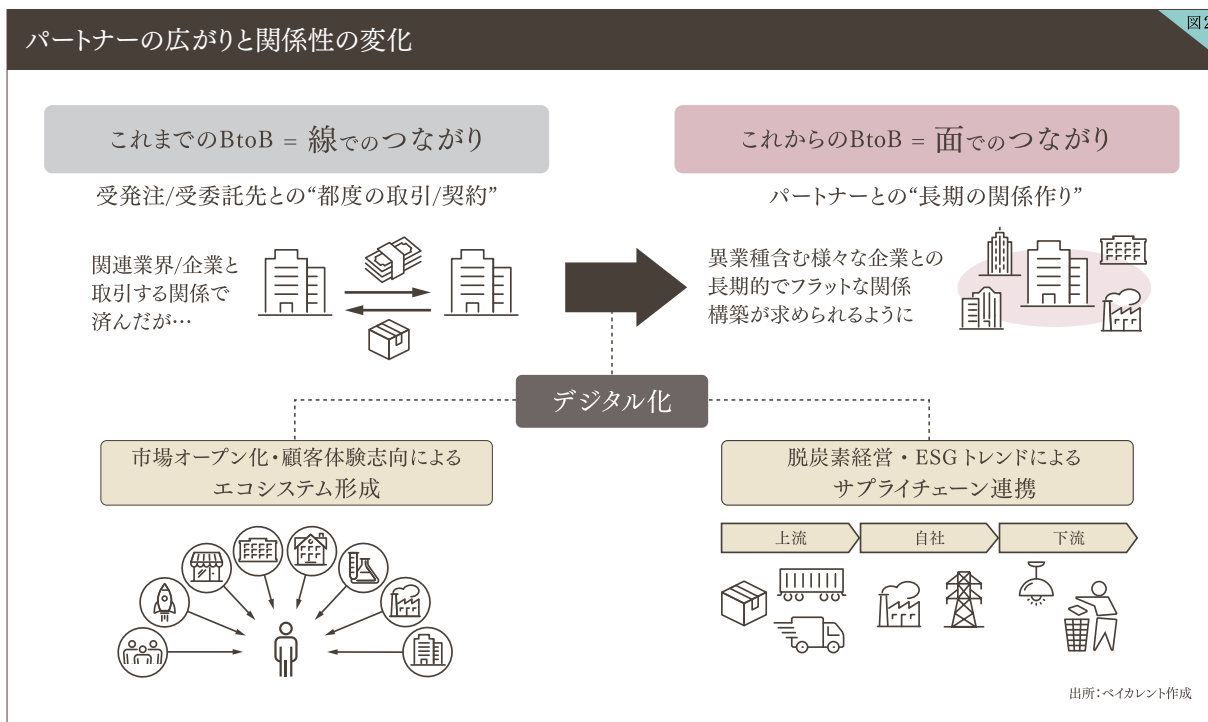 図2
パートナーの広がりと関係性の変化
これまでのBtoB = 線でのつながり
受発注/受委託先との“都度の取引/契約”
関連業界/企業と
取引する関係で
済んだが…
これからのBtoB = 面でのつながり
パートナーとの“長期の関係作り”
異業種含む様々な企業との
長期的でフラットな関係
構築が求められるように
デジタル化
市場オープン化・顧客体験志向による
エコシステム形成
脱炭素経営・ESGトレンドによる
サプライチェーン連携
上流
自社
下流
出所：ベイカレント作成